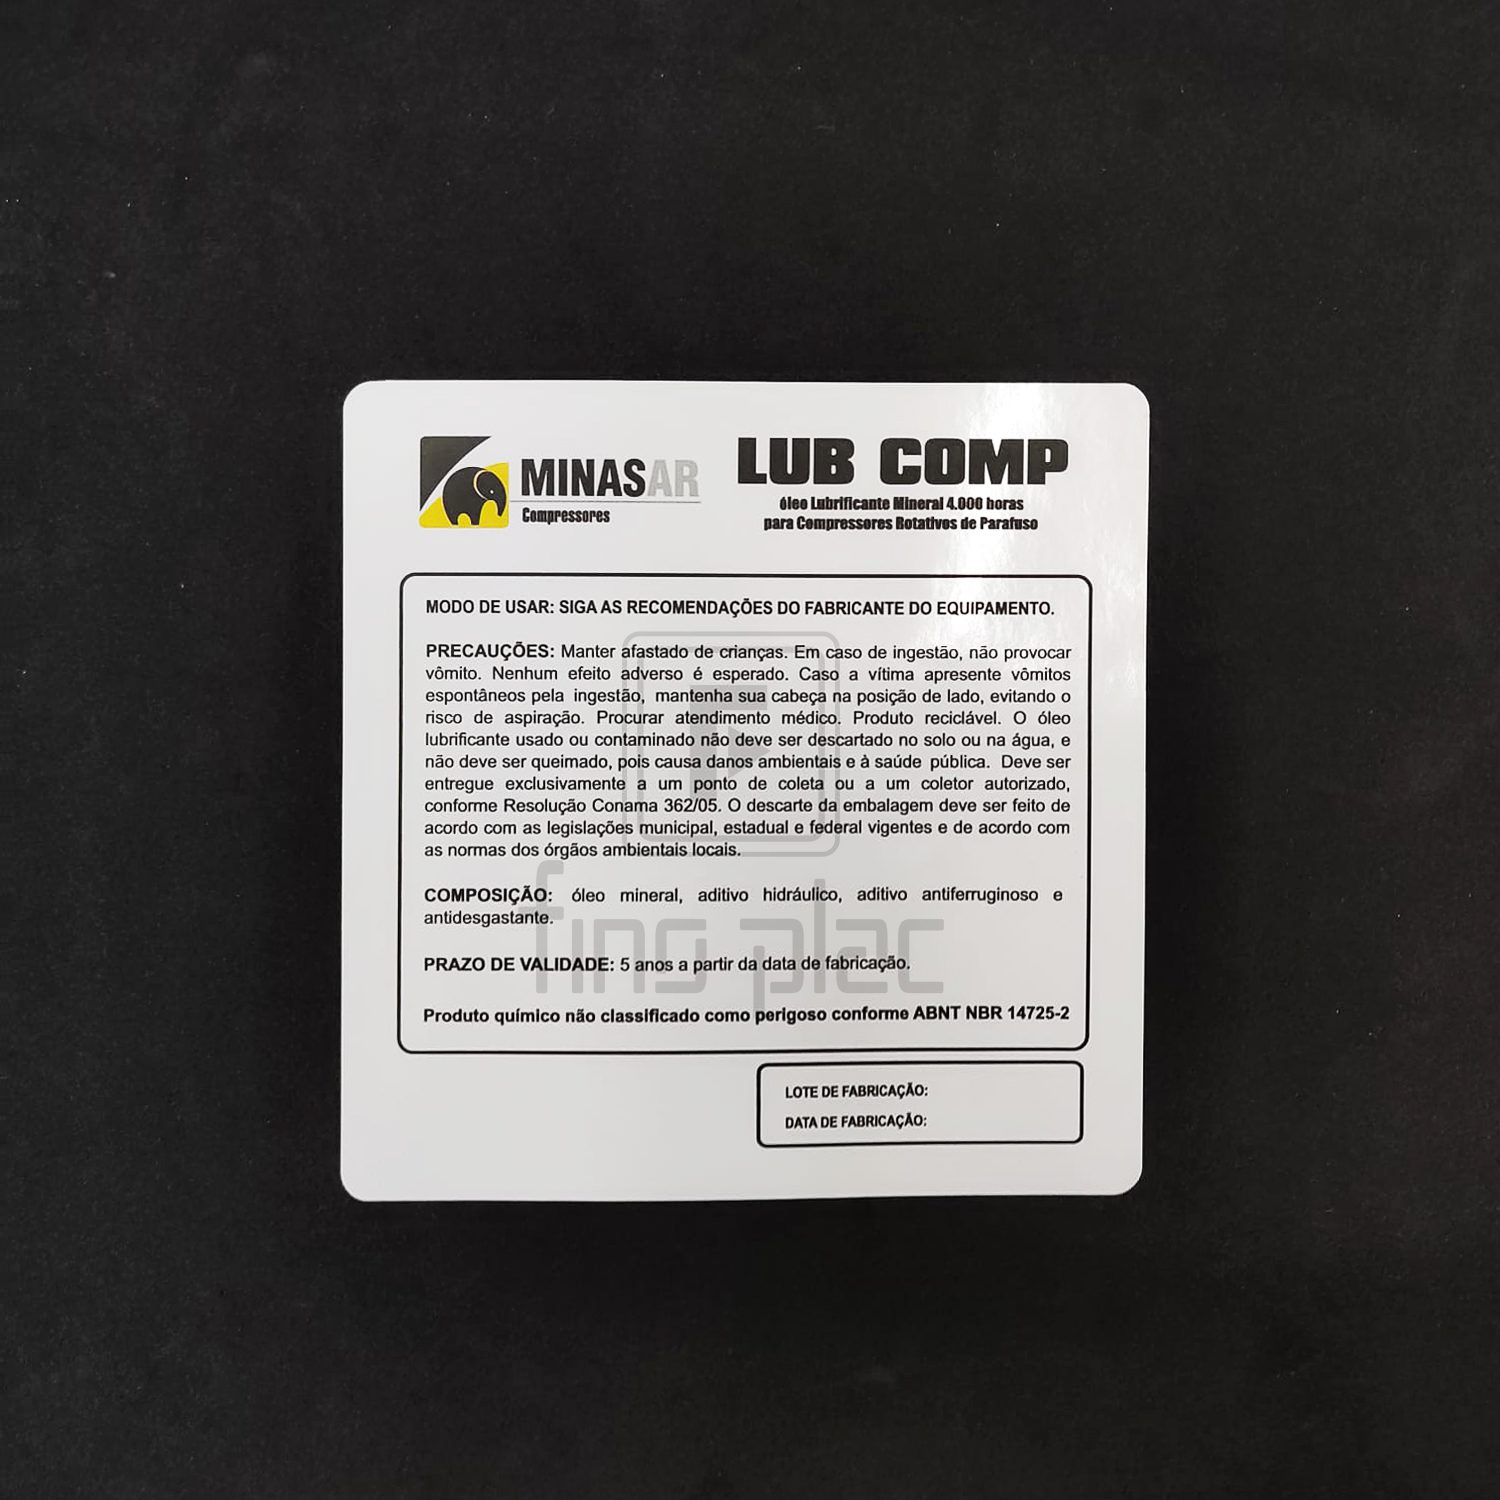 MINASAR
Compressores
LUB COMP
óleo Lubrificante Mineral 4.000 horas
para Compressores Rotativos de Parafuso
MODO DE USAR: SIGA AS RECOMENDAÇÕES DO FABRICANTE DO EQUIPAMENTO.
PRECAUÇÕES: Manter afastado de crianças. Em caso de ingestão, não provocar
vômito. Nenhum efeito adverso é esperado. Caso a vítima apresente vômitos
espontâneos pela ingestão, mantenha sua cabeça na posição de lado, evitando o
risco de aspiração. Procurar atendimento médico. Produto reciclável. O óleo
lubrificante usado ou contaminado não deve ser descartado no solo ou na água, e
não deve ser queimado, pois causa danos ambientais e à saúde pública. Deve ser
entregue exclusivamente a um ponto de coleta ou a um coletor autorizado,
conforme Resolução Conama 362/05. O descarte da embalagem deve ser feito de
acordo com as legislações municipal, estadual e federal vigentes e de acordo com
as normas dos órgãos ambientais locais.
COMPOSIÇÃO: óleo mineral, aditivo hidráulico, aditivo antiferruginoso e
antidesgastante.
fing plac
PRAZO DE VALIDADE: 5 anos a partir da data de fabricação.
Produto químico não classificado como perigoso conforme ABNT NBR 14725-2
LOTE DE FABRICAÇÃO:
DATA DE FABRICAÇÃO: